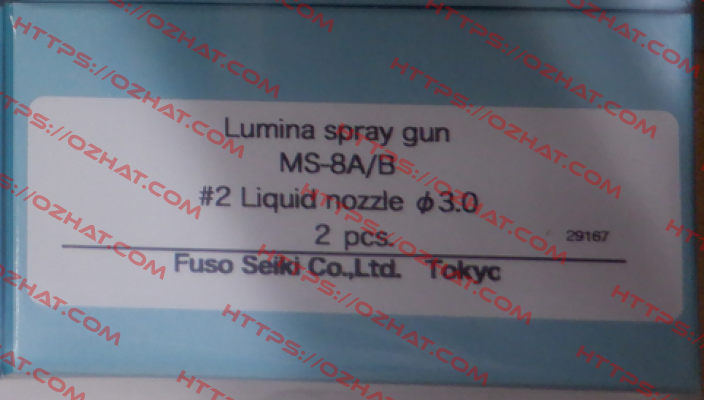 Lumina spray gun
MS-8A/B
#2 Liquid nozzle ϕ3.0
2 pcs.
29167
Fuso Seiki Co.,Ltd. Tokyc
HTTPS://OZHAT.COM